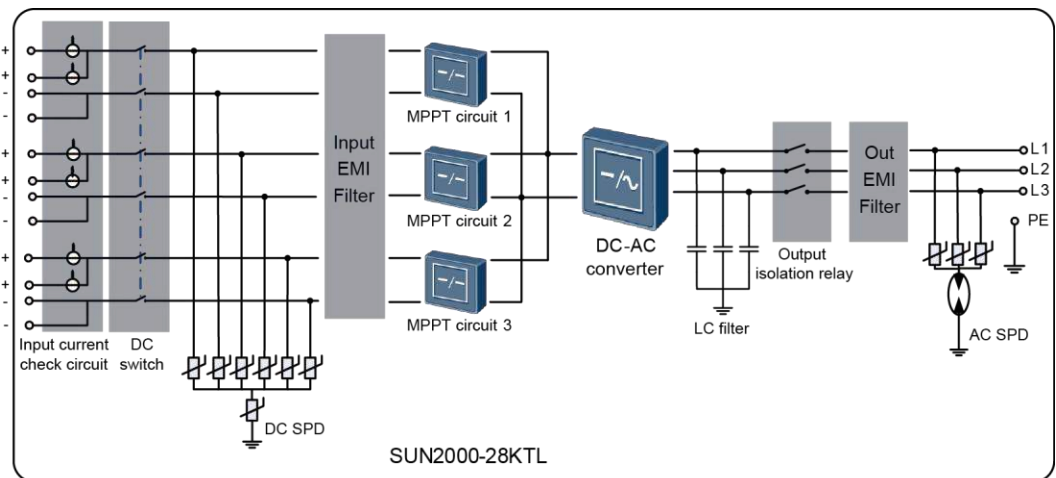 +
+
-
-
+
+
-
-
+
+
-
-
Input current
check circuit
DC
switch
DC SPD
Input
EMI
Filter
MPPT circuit 1
MPPT circuit 2
MPPT circuit 3
DC-AC
converter
LC filter
Output
isolation relay
Out
EMI
Filter
L1
L2
L3
PE
AC SPD
SUN2000-28KTL